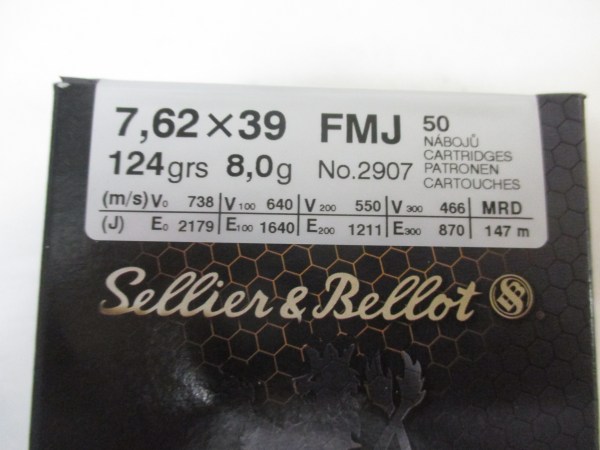 7,62×39 FMJ 50
NÁBOJŮ
124grs 8,0g No.2907 CARTRIDGES
PATRONEN
CARTOUCHES
(m/s) V0 738 V100 640 V200 550 V300 466 MRD
(J) E0 2179 E100 1640 E200 1211 E300 870 147 m
Sellier & Bellot